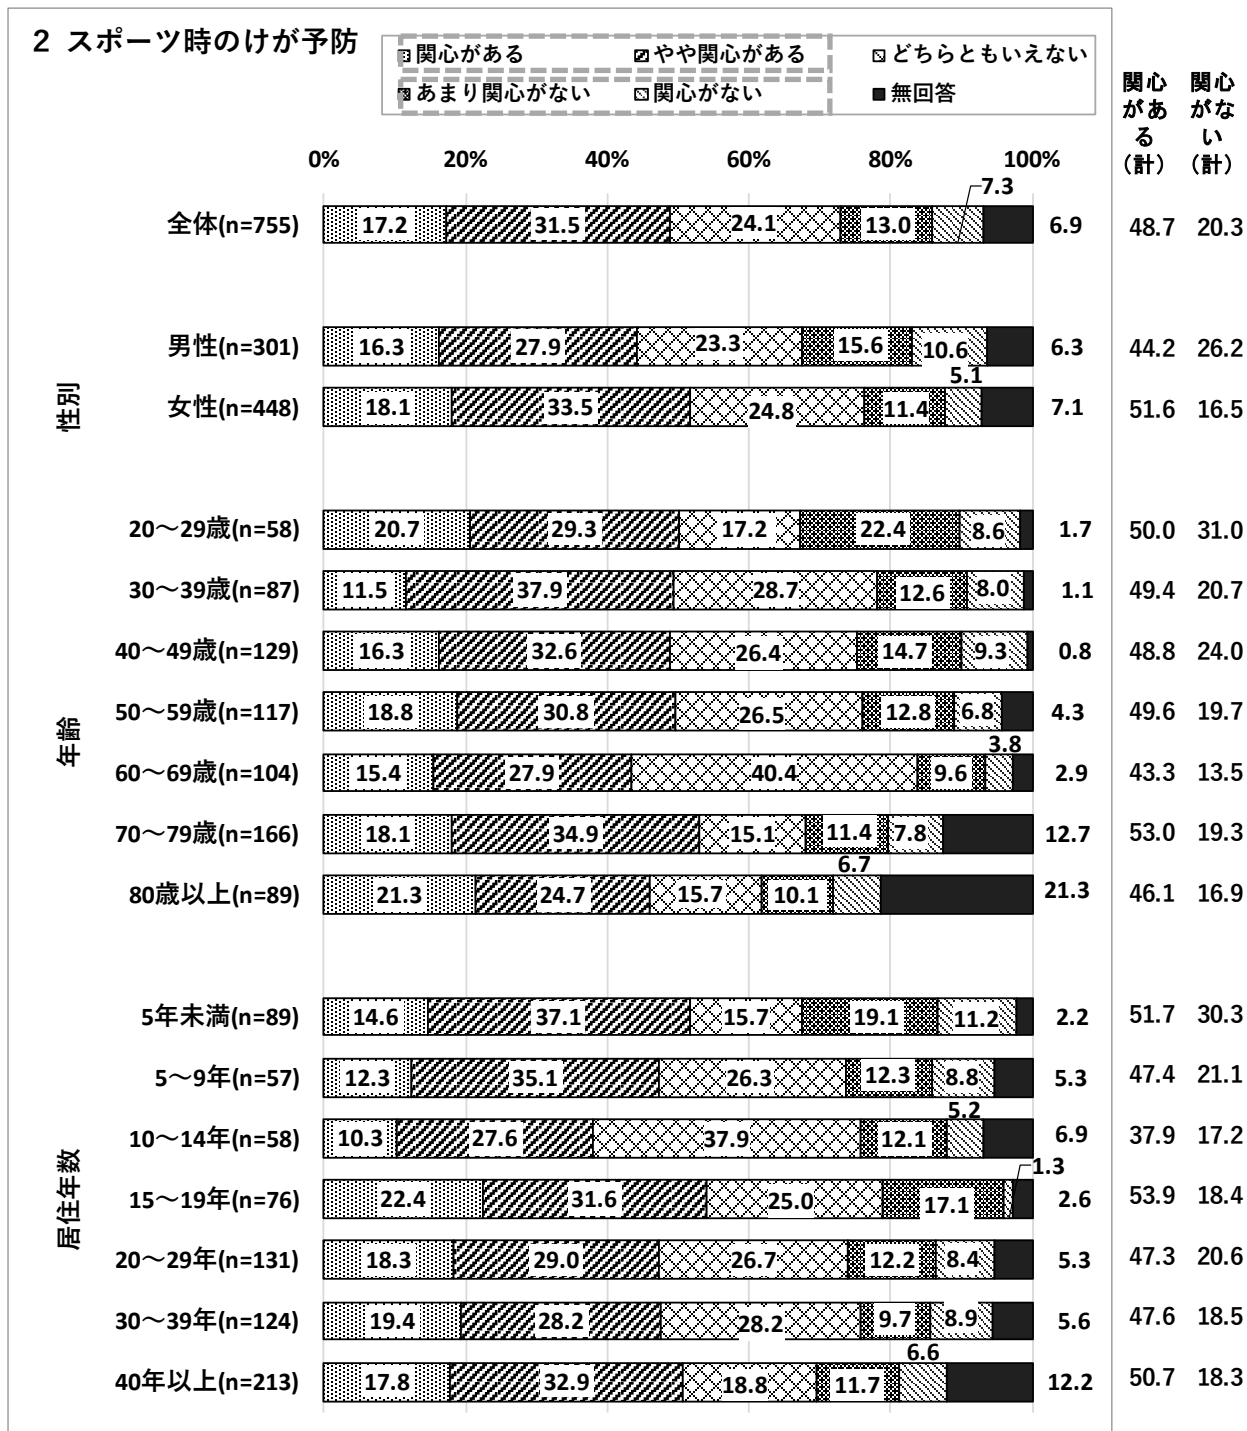 2 スポーツ時のけが予防
関心がある やや関心がある どちらともいえない
あまり関心がない 関心がない 無回答
関心がある（計） 関心がない（計）
0% 20% 40% 60% 80% 100%
7.3
全体(n=755) 17.2 31.5 24.1 13.0 6.9 48.7 20.3
性別
男性(n=301) 16.3 27.9 23.3 15.6 10.6 6.3 44.2 26.2
5.1
女性(n=448) 18.1 33.5 24.8 11.4 7.1 51.6 16.5
年齢
20～29歳(n=58) 20.7 29.3 17.2 22.4 8.6 1.7 50.0 31.0
30～39歳(n=87) 11.5 37.9 28.7 12.6 8.0 1.1 49.4 20.7
40～49歳(n=129) 16.3 32.6 26.4 14.7 9.3 0.8 48.8 24.0
50～59歳(n=117) 18.8 30.8 26.5 12.8 6.8 4.3 49.6 19.7
3.8
60～69歳(n=104) 15.4 27.9 40.4 9.6 2.9 43.3 13.5
70～79歳(n=166) 18.1 34.9 15.1 11.4 7.8 12.7 53.0 19.3
6.7
80歳以上(n=89) 21.3 24.7 15.7 10.1 21.3 46.1 16.9
居住年数
5年未満(n=89) 14.6 37.1 15.7 19.1 11.2 2.2 51.7 30.3
5～9年(n=57) 12.3 35.1 26.3 12.3 8.8 5.3 47.4 21.1
5.2
10～14年(n=58) 10.3 27.6 37.9 12.1 6.9 37.9 17.2
1.3
15～19年(n=76) 22.4 31.6 25.0 17.1 2.6 53.9 18.4
20～29年(n=131) 18.3 29.0 26.7 12.2 8.4 5.3 47.3 20.6
30～39年(n=124) 19.4 28.2 28.2 9.7 8.9 5.6 47.6 18.5
6.6
40年以上(n=213) 17.8 32.9 18.8 11.7 12.2 50.7 18.3